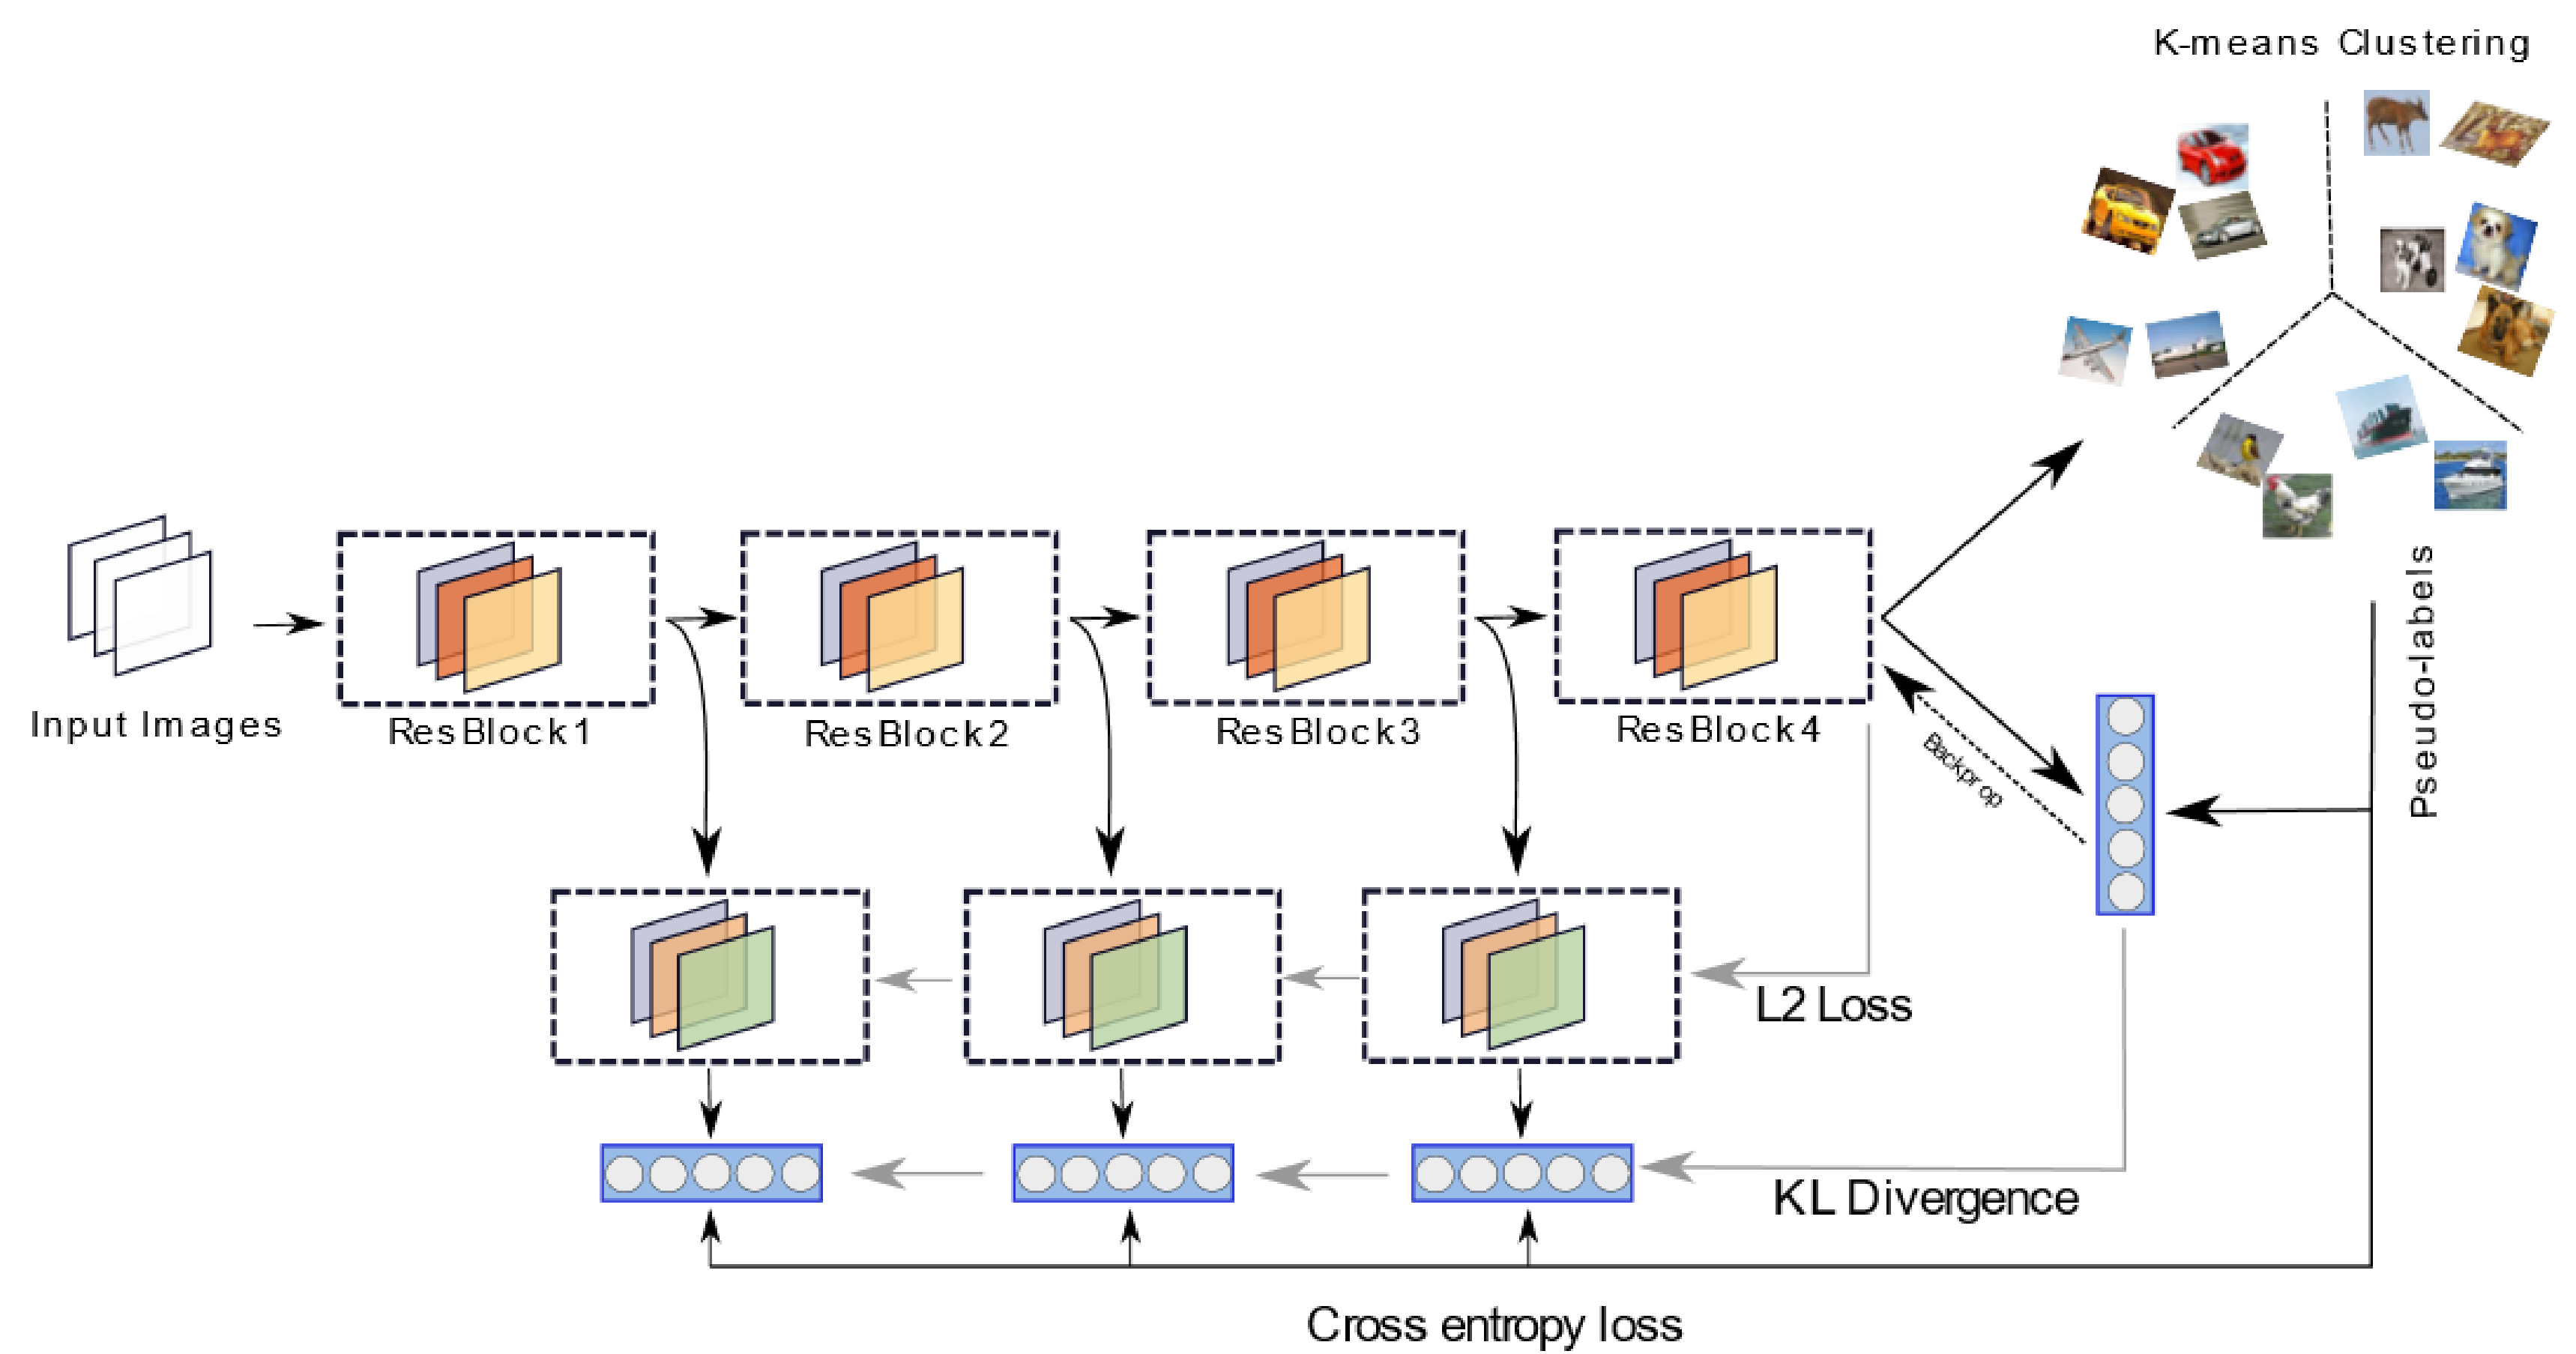 K-means Clustering
Input Images
ResBlock1
ResBlock2
ResBlock3
ResBlock4
Backprop
Pseudo-labels
L2 Loss
KL Divergence
Cross entropy loss